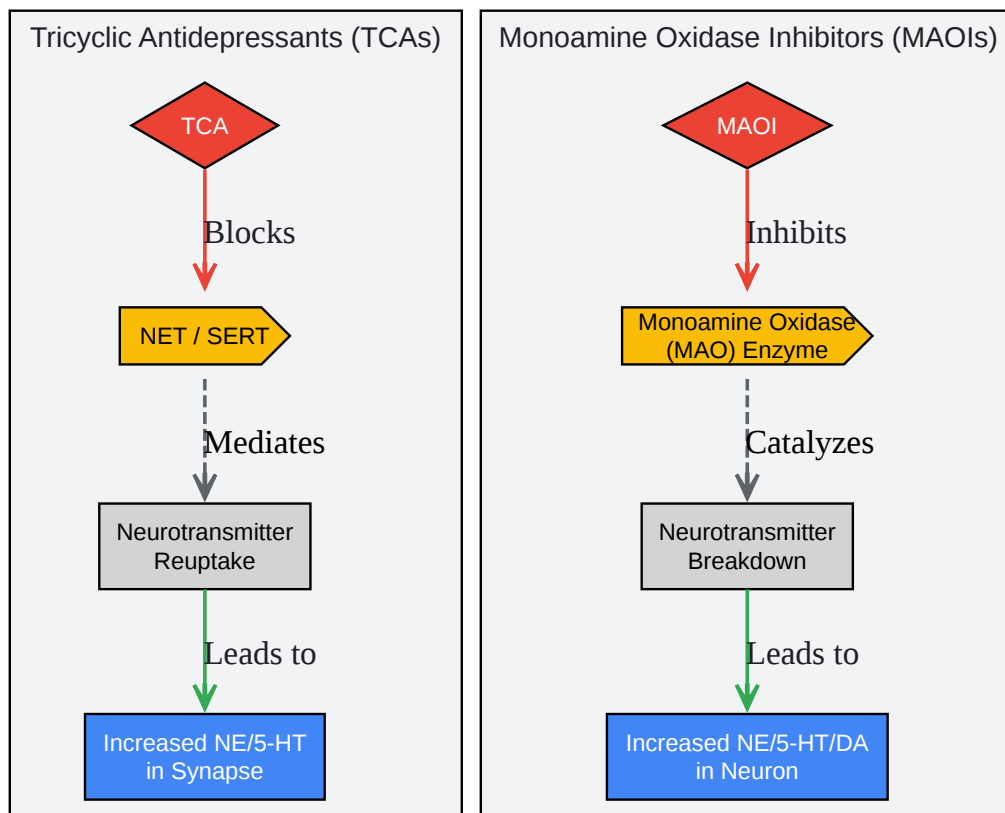 Tricyclic Antidepressants (TCAs)
TCA
Blocks
NET / SERT
Mediates
Neurotransmitter
Reuptake
Leads to
Increased NE/5-HT
in Synapse
Monoamine Oxidase Inhibitors (MAOIs)
MAOI
Inhibits
Monoamine Oxidase
(MAO) Enzyme
Catalyzes
Neurotransmitter
Breakdown
Leads to
Increased NE/5-HT/DA
in Neuron